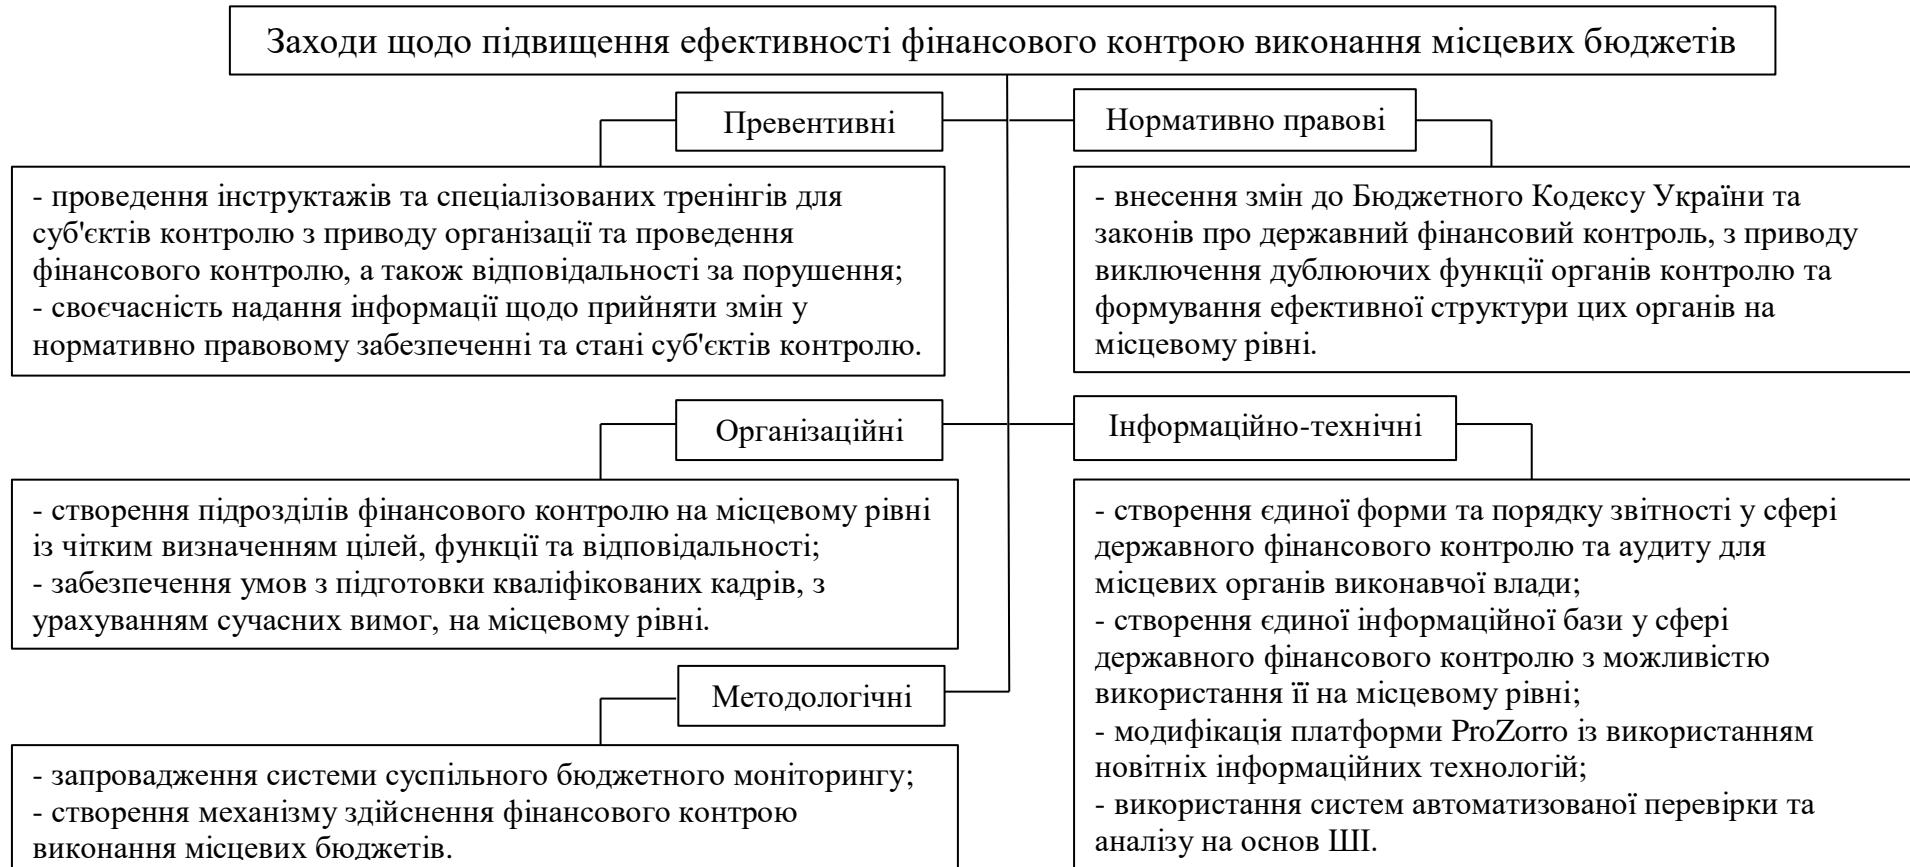 Заходи щодо підвищення ефективності фінансового контрою виконання місцевих бюджетів
Превентивні
- проведення інструктажів та спеціалізованих тренінгів для
суб'єктів контролю з приводу організації та проведення
фінансового контролю, а також відповідальності за порушення;
- своєчасність надання інформації щодо прийняти змін у
нормативно правовому забезпеченні та стані суб'єктів контролю.
Нормативно правові
- внесення змін до Бюджетного Кодексу України та
законів про державний фінансовий контроль, з приводу
виключення дублюючих функції органів контролю та
формування ефективної структури цих органів на
місцевому рівні.
Організаційні
- створення підрозділів фінансового контролю на місцевому рівні
із чітким визначенням цілей, функції та відповідальності;
- забезпечення умов з підготовки кваліфікованих кадрів, з
урахуванням сучасних вимог, на місцевому рівні.
Інформаційно-технічні
- створення єдиної форми та порядку звітності у сфері
державного фінансового контролю та аудиту для
місцевих органів виконавчої влади;
- створення єдиної інформаційної бази у сфері
державного фінансового контролю з можливістю
використання її на місцевому рівні;
- модифікація платформи ProZorro із використанням
новітніх інформаційних технологій;
- використання систем автоматизованої перевірки та
аналізу на основ ШІ.
Методологічні
- запровадження системи суспільного бюджетного моніторингу;
- створення механізму здійснення фінансового контрою
виконання місцевих бюджетів.